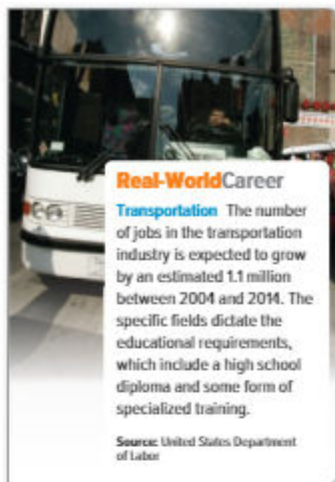 Real-WorldCareer
Transportation The number
of jobs in the transportation
industry is expected to grow
by an estimated 1.1 million
between 2004 and 2014. The
specific fields dictate the
educational requirements,
which include a high school
diploma and some form of
specialized training.
Source: United States Department
of Labor